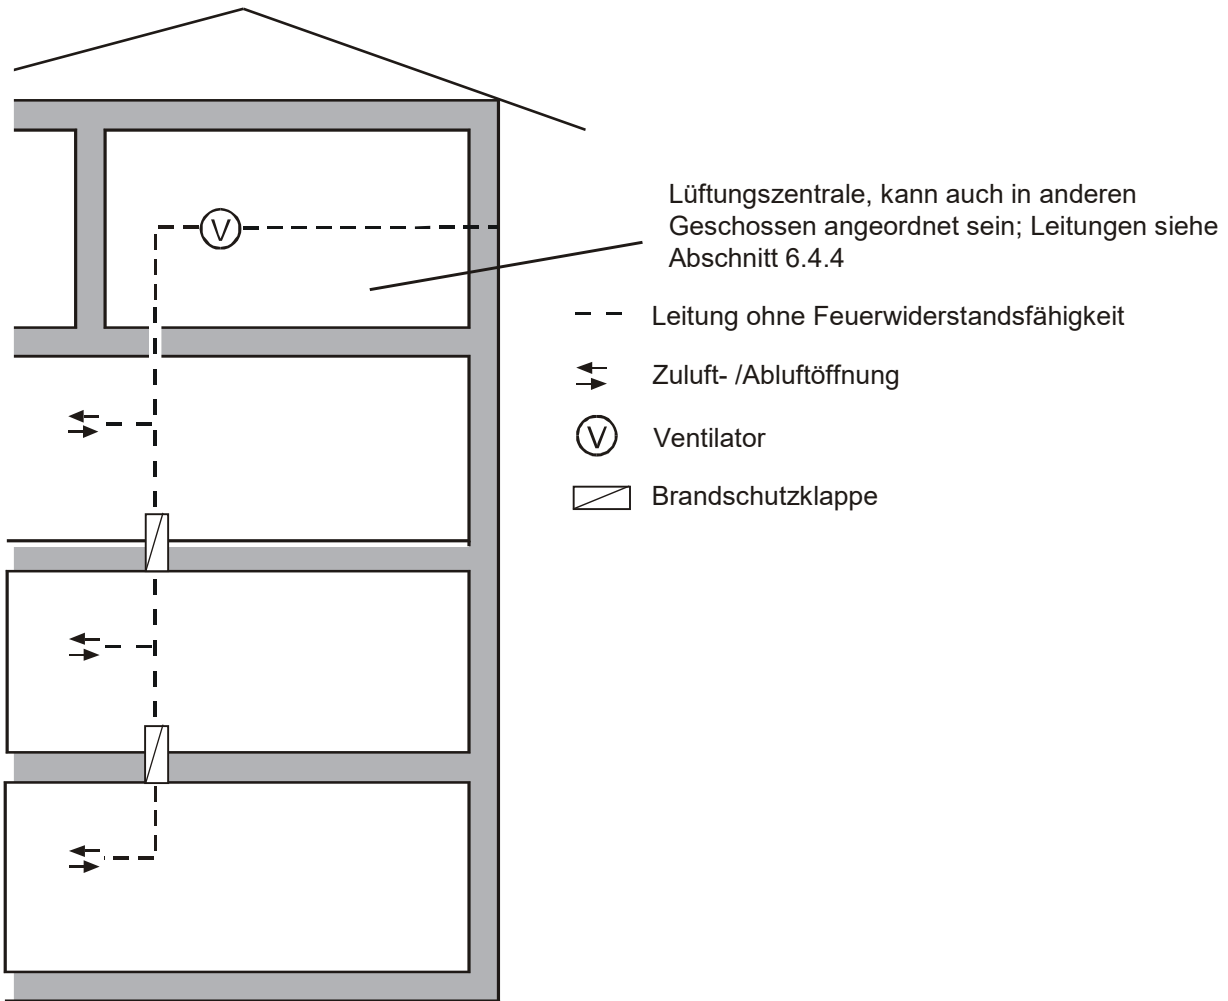 V
Lüftungszentrale, kann auch in anderen
Geschossen angeordnet sein; Leitungen siehe
Abschnitt 6.4.4
Leitung ohne Feuerwiderstandsfähigkeit
Zuluft- /Abluftöffnung
V Ventilator
Brandschutzklappe